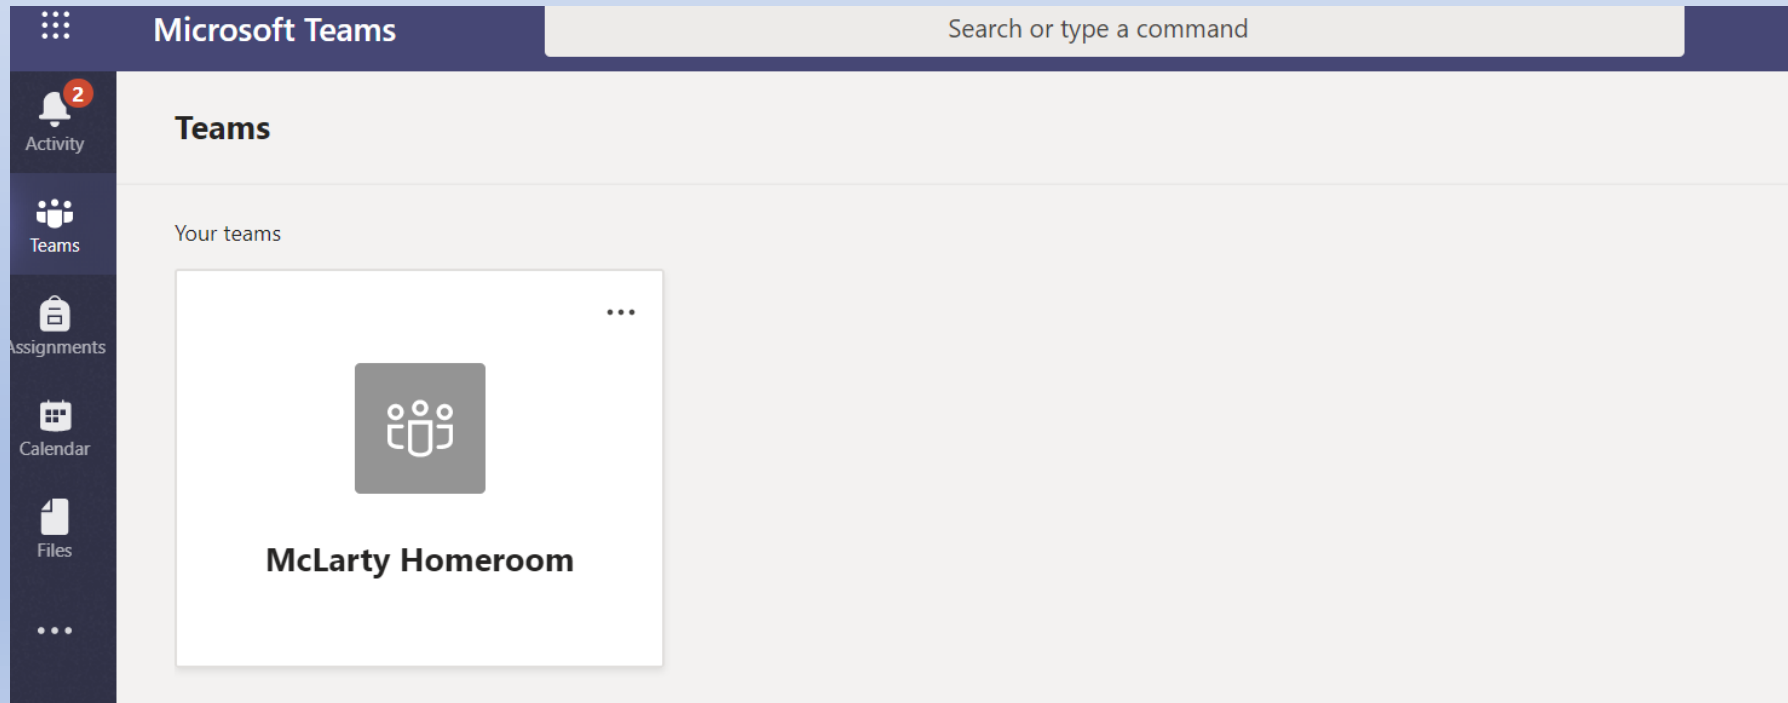 Microsoft Teams
Search or type a command
2
Activity
Teams
Assignments
Calendar
Files
Teams
Your teams
McLarty Homeroom